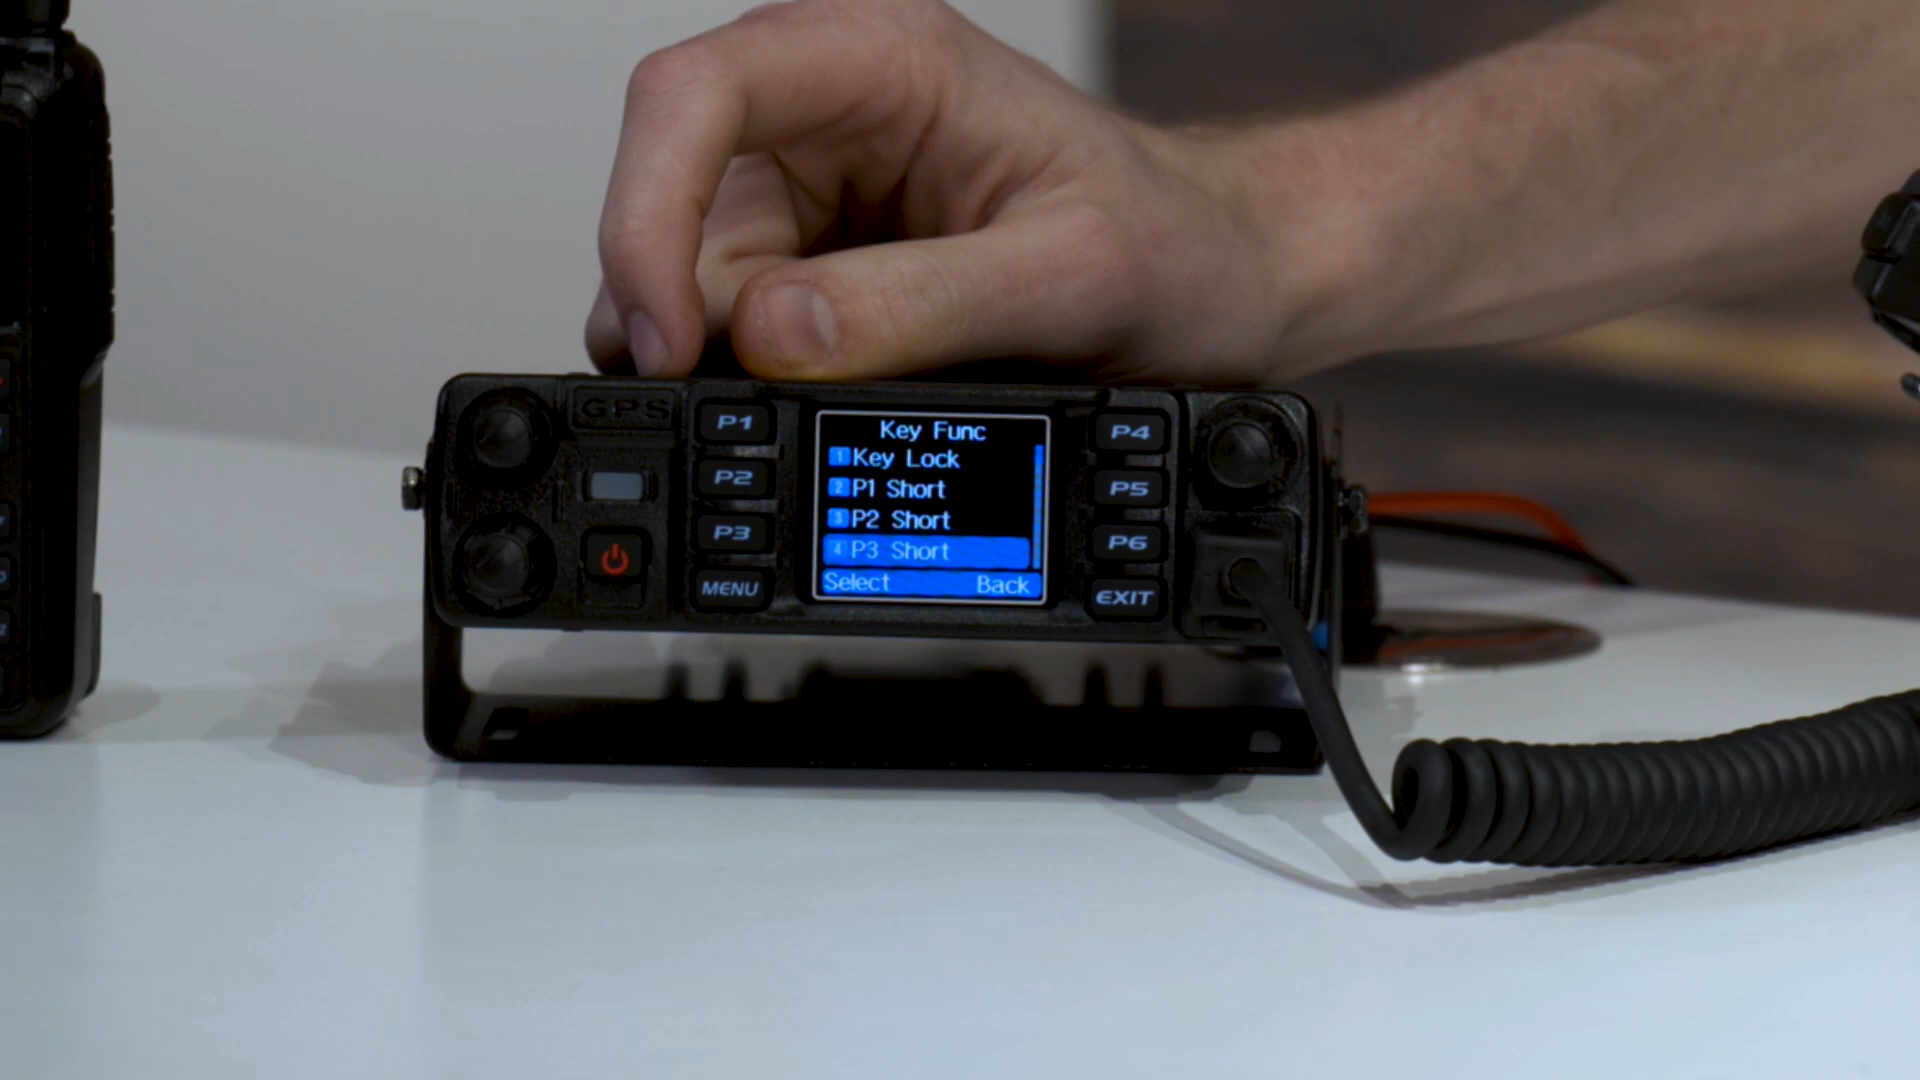 GPS
P1
P2
P3
MENU
Key Func
1 Key Lock
2 P1 Short
3 P2 Short
4 P3 Short
Select Back
P4
P5
P6
EXIT